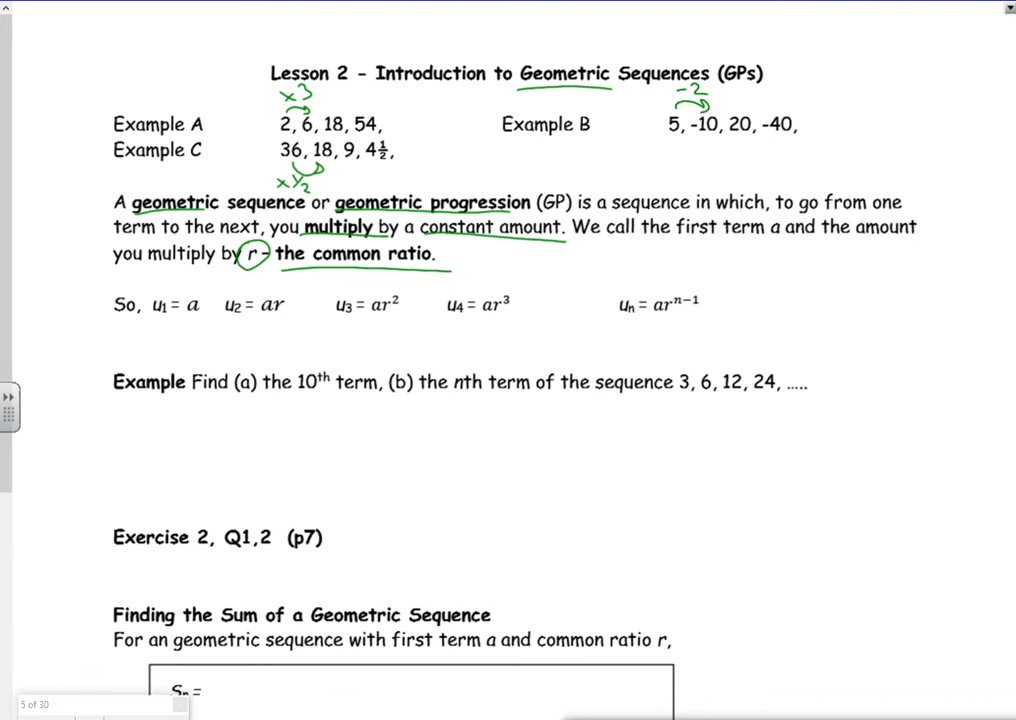 Lesson 2 - Introduction to Geometric Sequences (GPs)
×3
-2
Example A 2, 6, 18, 54, Example B 5, -10, 20, -40,
Example C 36, 18, 9, 4½,
×½
A geometric sequence or geometric progression (GP) is a sequence in which, to go from one
term to the next, you multiply by a constant amount. We call the first term a and the amount
you multiply by r - the common ratio.
So, u₁ = a u₂ = ar u₃ = ar² u₄ = ar³ uₙ = arⁿ⁻¹
Example Find (a) the 10ᵗʰ term, (b) the nth term of the sequence 3, 6, 12, 24, .....
Exercise 2, Q1,2 (p7)
Finding the Sum of a Geometric Sequence
For an geometric sequence with first term a and common ratio r,
Sₙ =
5 of 30